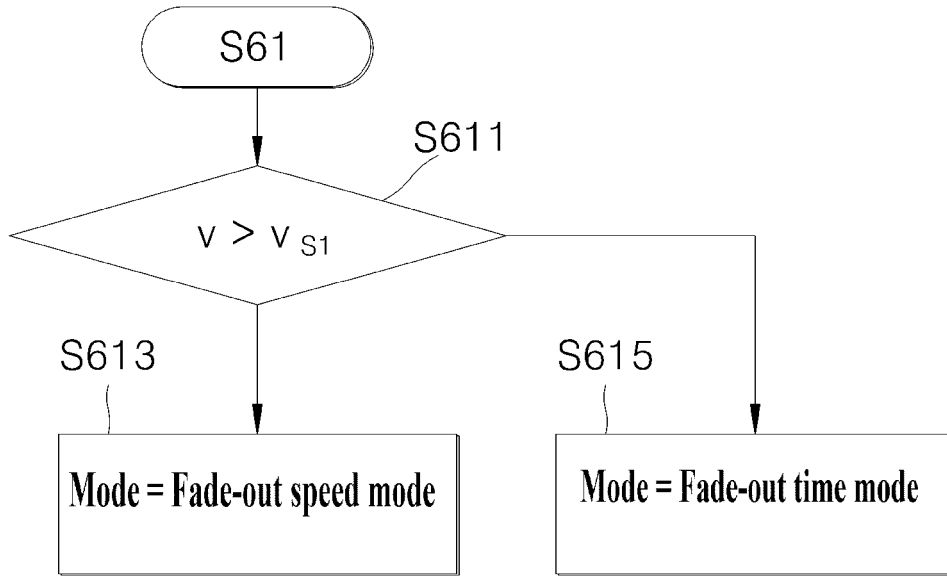 S61
S611
v > v S1
S613
S615
Mode = Fade-out speed mode
Mode = Fade-out time mode